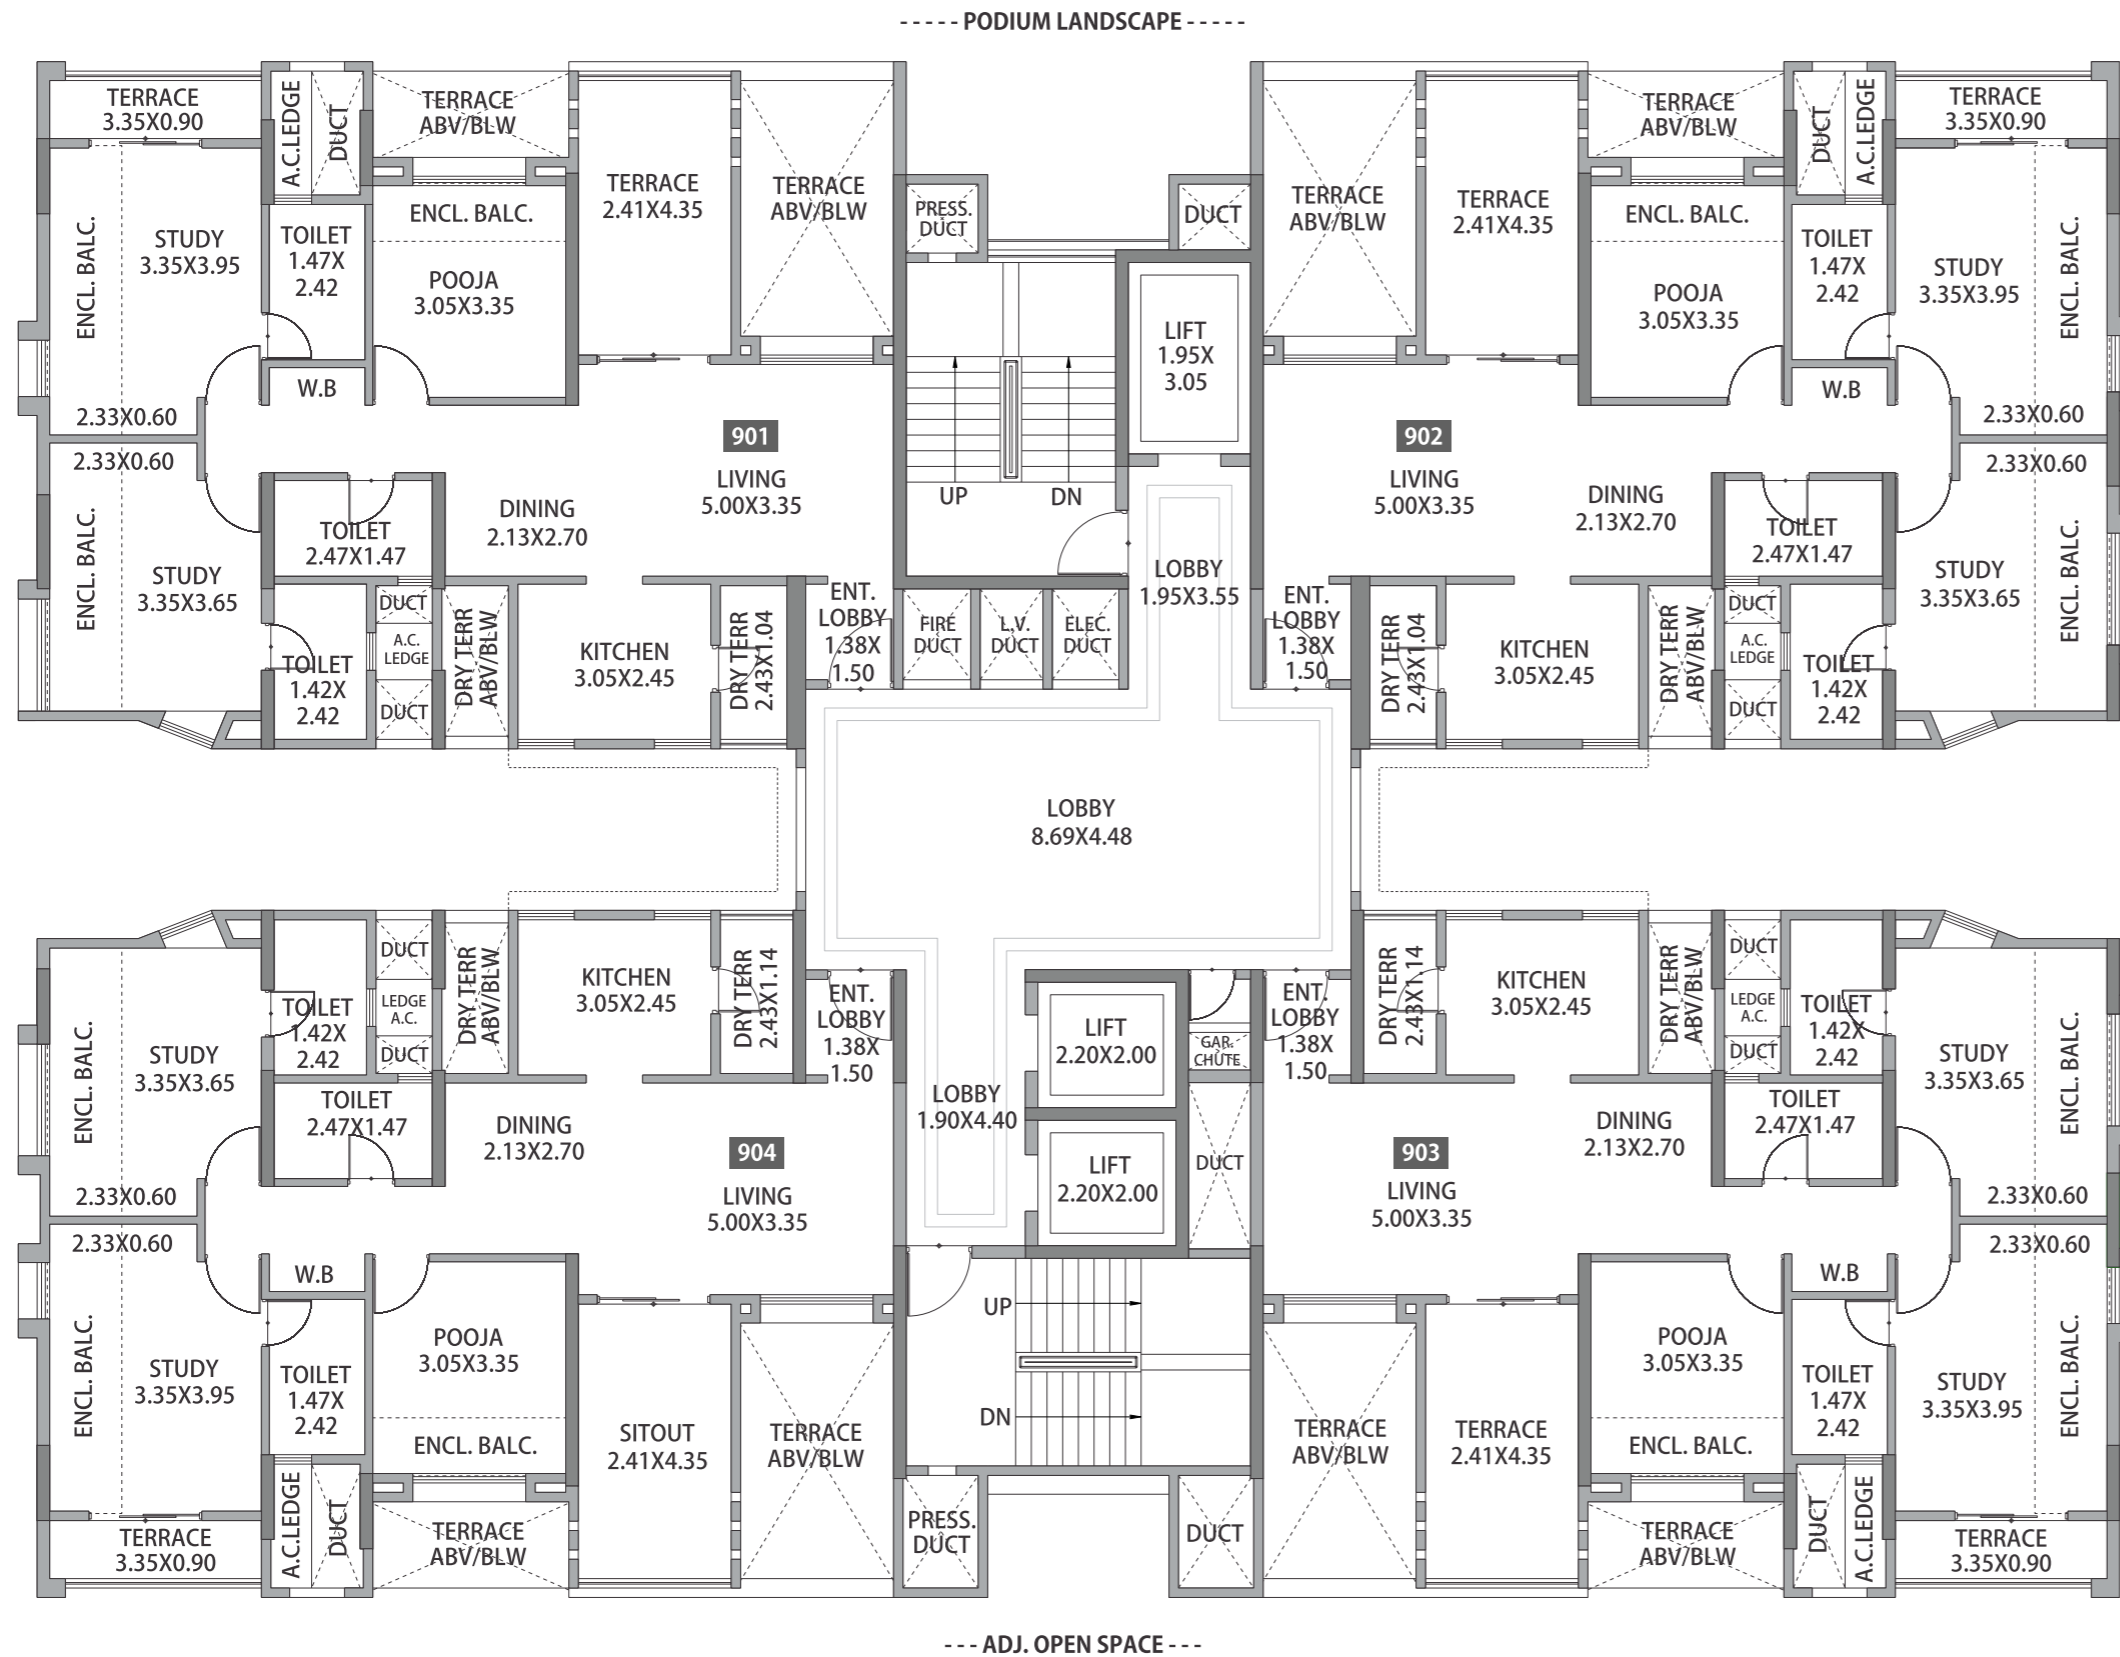 - - - - - PODIUM LANDSCAPE - - - - -
TERRACE
3.35X0.90
A.C.LEDGE
DUCT
TERRACE
ABV/BLW
TERRACE
2.41X4.35
TERRACE
ABV/BLW
ENCL. BALC.
STUDY
3.35X3.95
TOILET
1.47X
2.42
ENCL. BALC.
POOJA
3.05X3.35
W.B
2.33X0.60
2.33X0.60
901
LIVING
5.00X3.35
DINING
2.13X2.70
TOILET
2.47X1.47
ENCL. BALC.
STUDY
3.35X3.65
TOILET
1.42X
2.42
DUCT
A.C.
LEDGE
DUCT
DRY TERR
ABV/BLW
KITCHEN
3.05X2.45
DRY TERR
2.43X1.04
ENT.
LOBBY
1.38X
1.50
PRESS.
DUCT
DUCT
LIFT
1.95X
3.05
UP
DN
LOBBY
1.95X3.55
FIRE
DUCT
L.V.
DUCT
ELEC.
DUCT
TERRACE
ABV/BLW
TERRACE
2.41X4.35
TERRACE
ABV/BLW
DUCT
A.C.LEDGE
TERRACE
3.35X0.90
ENCL. BALC.
POOJA
3.05X3.35
TOILET
1.47X
2.42
STUDY
3.35X3.95
ENCL. BALC.
W.B
2.33X0.60
2.33X0.60
902
LIVING
5.00X3.35
DINING
2.13X2.70
TOILET
2.47X1.47
STUDY
3.35X3.65
ENCL. BALC.
ENT.
LOBBY
1.38X
1.50
DRY TERR
2.43X1.04
KITCHEN
3.05X2.45
DRY TERR
ABV/BLW
DUCT
A.C.
LEDGE
DUCT
TOILET
1.42X
2.42
LOBBY
8.69X4.48
ENCL. BALC.
STUDY
3.35X3.65
TOILET
1.42X
2.42
DUCT
LEDGE
A.C.
DUCT
DRY TERR
ABV/BLW
KITCHEN
3.05X2.45
DRY TERR
2.43X1.14
ENT.
LOBBY
1.38X
1.50
TOILET
2.47X1.47
DINING
2.13X2.70
904
LIVING
5.00X3.35
2.33X0.60
2.33X0.60
W.B
ENCL. BALC.
STUDY
3.35X3.95
TOILET
1.47X
2.42
POOJA
3.05X3.35
ENCL. BALC.
SITOUT
2.41X4.35
TERRACE
ABV/BLW
TERRACE
3.35X0.90
A.C.LEDGE
DUCT
TERRACE
ABV/BLW
LOBBY
1.90X4.40
LIFT
2.20X2.00
LIFT
2.20X2.00
GAR.
CHUTE
DUCT
UP
DN
PRESS.
DUCT
DUCT
ENT.
LOBBY
1.38X
1.50
DRY TERR
2.43X1.14
KITCHEN
3.05X2.45
DRY TERR
ABV/BLW
DUCT
LEDGE
A.C.
DUCT
TOILET
1.42X
2.42
STUDY
3.35X3.65
ENCL. BALC.
903
LIVING
5.00X3.35
DINING
2.13X2.70
TOILET
2.47X1.47
2.33X0.60
2.33X0.60
W.B
POOJA
3.05X3.35
ENCL. BALC.
TOILET
1.47X
2.42
STUDY
3.35X3.95
ENCL. BALC.
TERRACE
ABV/BLW
TERRACE
2.41X4.35
TERRACE
ABV/BLW
DUCT
A.C.LEDGE
TERRACE
3.35X0.90
- - - ADJ. OPEN SPACE - - -